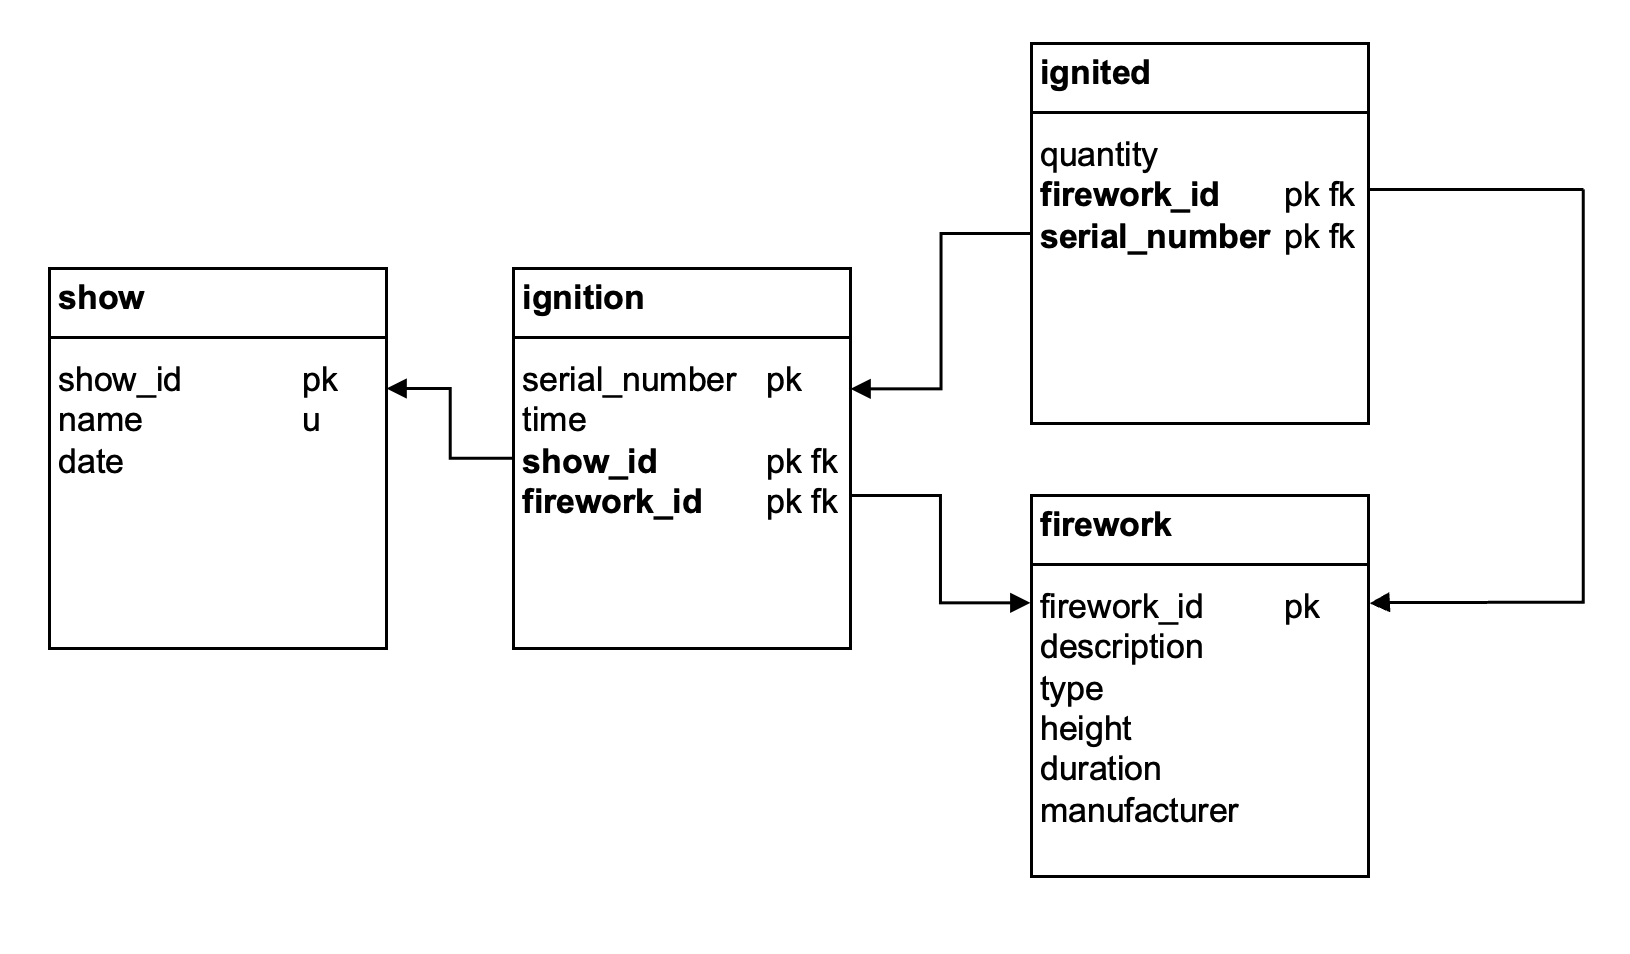 show
show_id pk
name u
date
ignition
serial_number pk
time
show_id pk fk
firework_id pk fk
ignited
quantity
firework_id pk fk
serial_number pk fk
firework
firework_id pk
description
type
height
duration
manufacturer